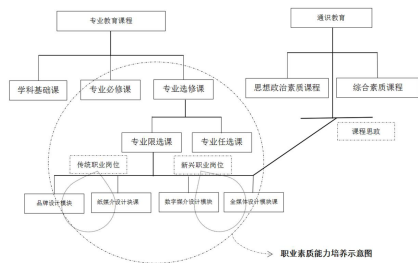 专业教育课程
通识教育
学科基础课
专业必修课
专业选修课
思想政治素质课程
综合素质课程
课程思政
专业限选课
专业任选课
传统职业岗位
新兴职业岗位
品牌设计模块
纸媒介设计块课
数字媒介设计模块
全媒体设计模块课
职业素质能力培养示意图